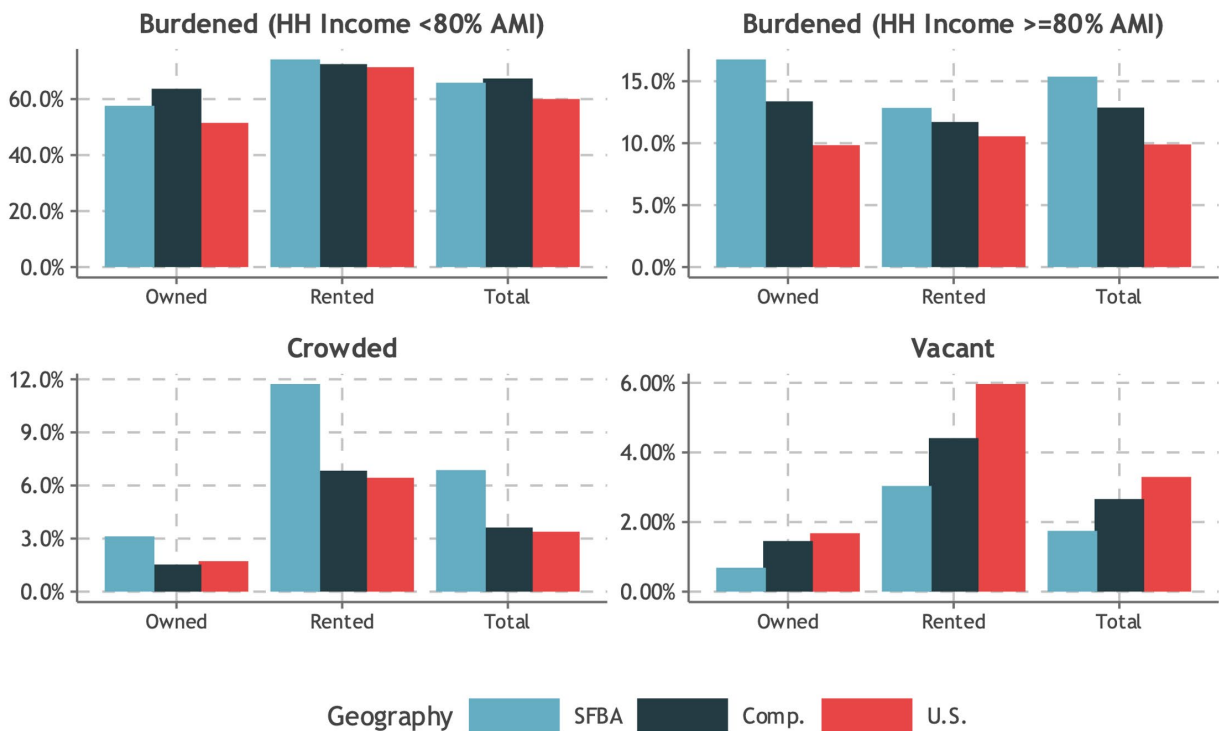 Burdened (HH Income <80% AMI)
60.0%
40.0%
20.0%
0.0%
Owned Rented Total
Burdened (HH Income >=80% AMI)
15.0%
10.0%
5.0%
0.0%
Owned Rented Total
Crowded
12.0%
9.0%
6.0%
3.0%
0.0%
Owned Rented Total
Vacant
6.00%
4.00%
2.00%
0.00%
Owned Rented Total
Geography SFBA Comp. U.S.